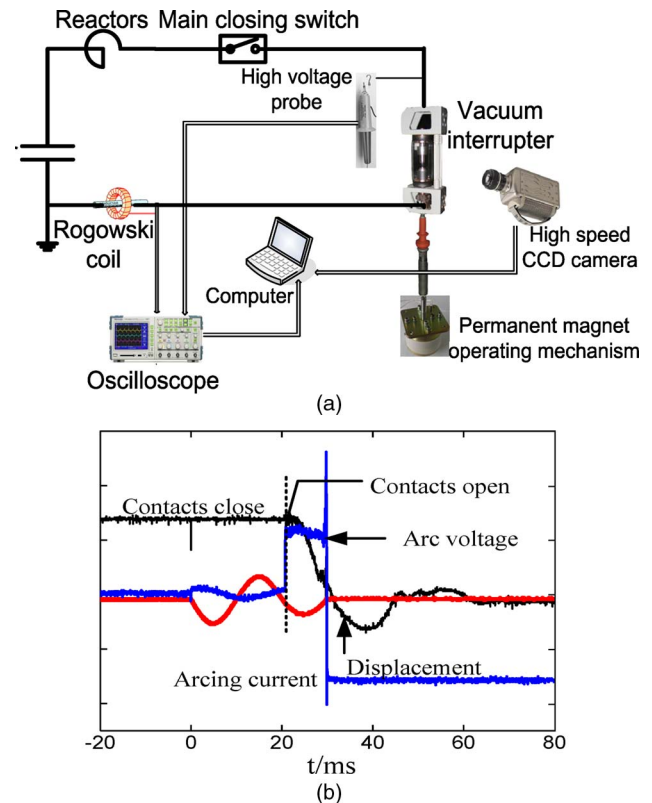 Reactors Main closing switch
High voltage
probe
Vacuum
interrupter
Rogowski
coil
Computer
High speed
CCD camera
Oscilloscope
Permanent magnet
operating mechanism
(a)
Contacts close
Contacts open
Arc voltage
Displacement
Arcing current
-20 0 20 40 60 80
t/ms
(b)